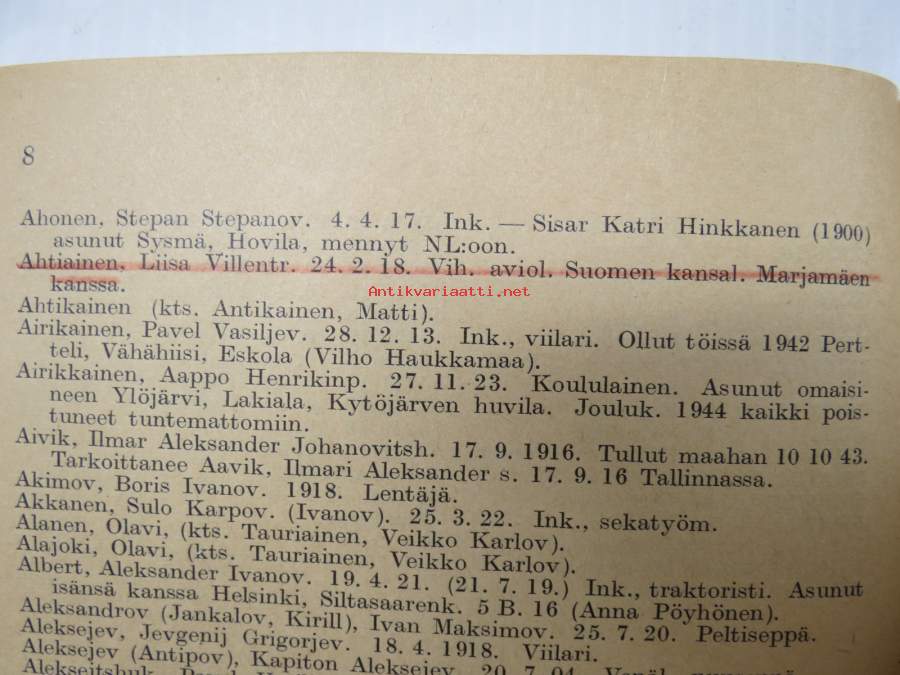 8
Ahonen, Stepan Stepanov. 4. 4. 17. Ink. — Sisar Katri Hinkkanen (1900)
asunut Sysmä, Hovila, mennyt NL:oon.
Ahtiainen, Liisa Villentr. 24. 2. 18. Vih. aviol. Suomen kansal. Marjamäen
kanssa.
Antikvariaatti.net
Ahtikainen (kts. Antikainen, Matti).
Airikainen, Pavel Vasiljev. 28. 12. 13. Ink., viilari. Ollut töissä 1942 Pert-
teli, Vähähiisi, Eskola (Vilho Haukkamaa).
Airikkainen, Aappo Henrikinp. 27. 11. 23. Koululainen. Asunut omaisi-
neen Ylöjärvi, Lakiala, Kytöjärven huvila. Jouluk. 1944 kaikki pois-
tuneet tuntemattomiin.
Aivik, Ilmar Aleksander Johanovitsh. 17. 9. 1916. Tullut maahan 10 10 43.
Tarkoittanee Aavik, Ilmari Aleksander s. 17. 9. 16 Tallinnassa.
Akimov, Boris Ivanov. 1918. Lentäjä.
Akkanen, Sulo Karpov. (Ivanov). 25. 3. 22. Ink., sekatyöm.
Alanen, Olavi, (kts. Tauriainen, Veikko Karlov).
Alajoki, Olavi, (kts. Tauriainen, Veikko Karlov).
Albert, Aleksander Ivanov. 19. 4. 21. (21. 7. 19.) Ink., traktoristi. Asunut
isänsä kanssa Helsinki, Siltasaarenk. 5 B. 16 (Anna Pöyhönen).
Aleksandrov (Jankalov, Kirill), Ivan Maksimov. 25. 7. 20. Peltiseppä.
Aleksejev, Jevgenij Grigorjev. 18. 4. 1918. Viilari.
Aleksejev (Antipov), Kapiton Aleksejev. 20. 7. 04.